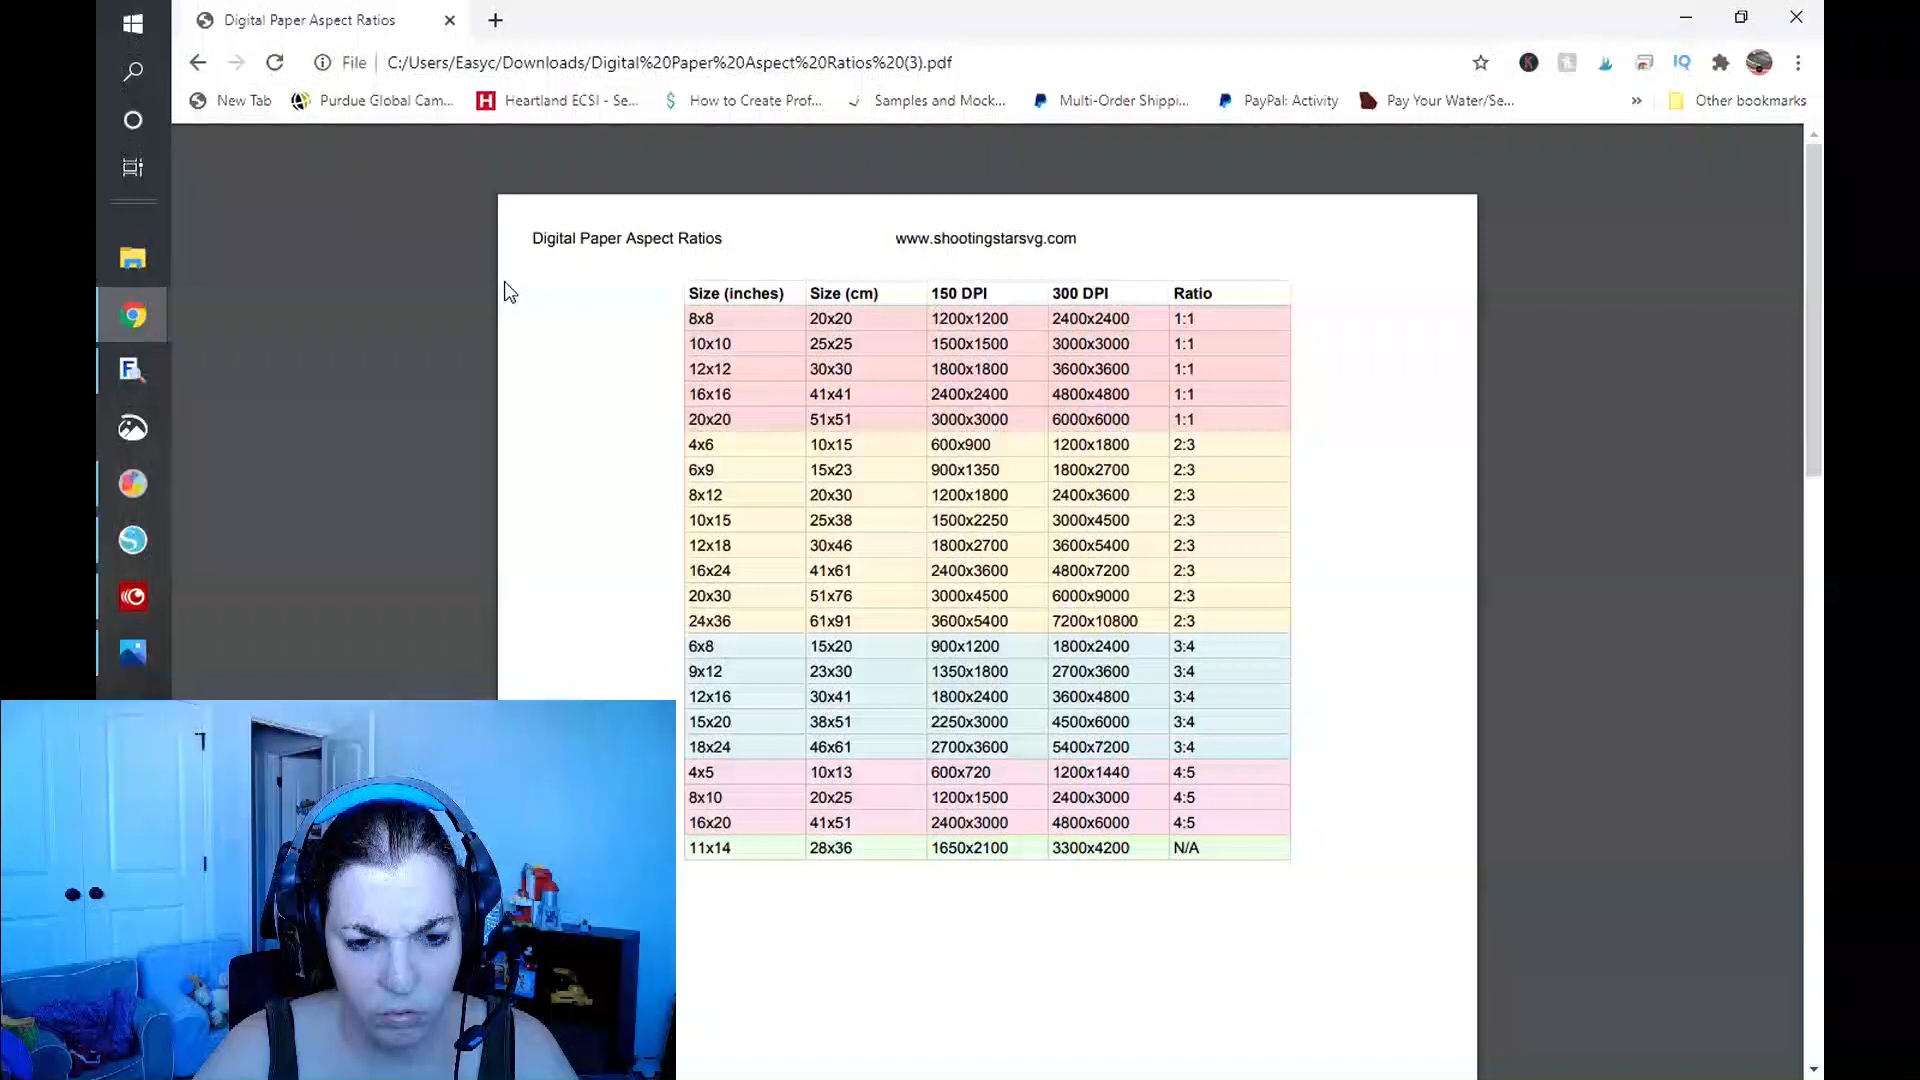 Digital Paper Aspect Ratios
File C:/Users/Easyc/Downloads/Digital%20Paper%20Aspect%20Ratios%20(3).pdf
New Tab Purdue Global Cam... Heartland ECSI - Se... How to Create Prof... Samples and Mock... Multi-Order Shippi... PayPal: Activity Pay Your Water/Se... » Other bookmarks
Digital Paper Aspect Ratios www.shootingstarsvg.com
Size (inches) Size (cm) 150 DPI 300 DPI Ratio
8x8 20x20 1200x1200 2400x2400 1:1
10x10 25x25 1500x1500 3000x3000 1:1
12x12 30x30 1800x1800 3600x3600 1:1
16x16 41x41 2400x2400 4800x4800 1:1
20x20 51x51 3000x3000 6000x6000 1:1
4x6 10x15 600x900 1200x1800 2:3
6x9 15x23 900x1350 1800x2700 2:3
8x12 20x30 1200x1800 2400x3600 2:3
10x15 25x38 1500x2250 3000x4500 2:3
12x18 30x46 1800x2700 3600x5400 2:3
16x24 41x61 2400x3600 4800x7200 2:3
20x30 51x76 3000x4500 6000x9000 2:3
24x36 61x91 3600x5400 7200x10800 2:3
6x8 15x20 900x1200 1800x2400 3:4
9x12 23x30 1350x1800 2700x3600 3:4
12x16 30x41 1800x2400 3600x4800 3:4
15x20 38x51 2250x3000 4500x6000 3:4
18x24 46x61 2700x3600 5400x7200 3:4
4x5 10x13 600x720 1200x1440 4:5
8x10 20x25 1200x1500 2400x3000 4:5
16x20 41x51 2400x3000 4800x6000 4:5
11x14 28x36 1650x2100 3300x4200 N/A